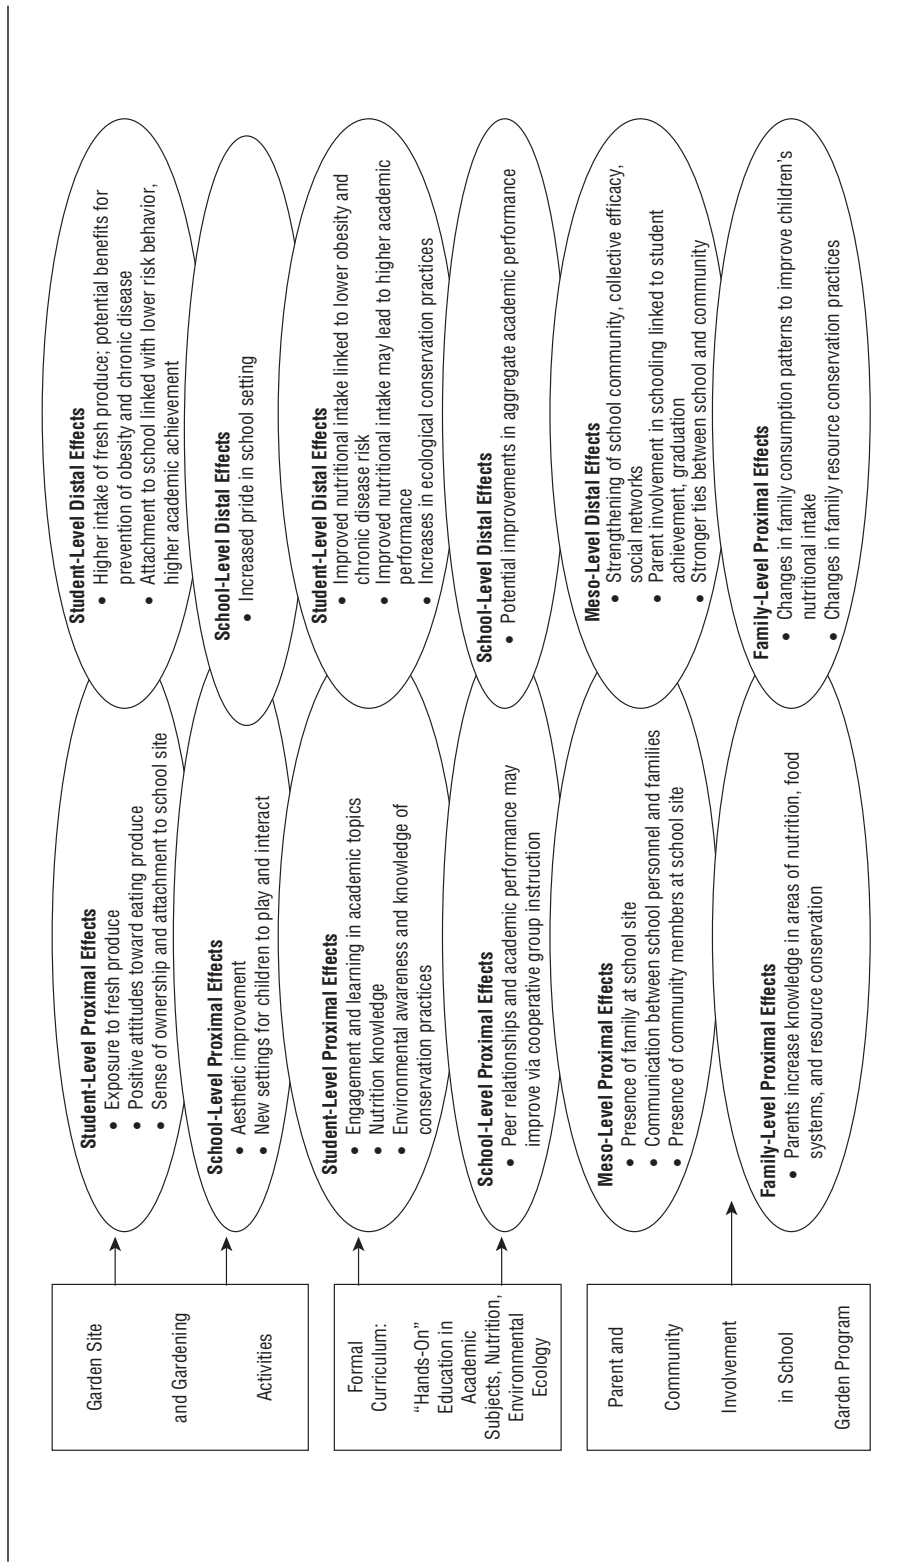 Garden Site
and Gardening
Activities
Student-Level Proximal Effects
• Exposure to fresh produce
• Positive attitudes toward eating produce
• Sense of ownership and attachment to school site
Student-Level Distal Effects
• Higher intake of fresh produce; potential benefits for
prevention of obesity and chronic disease
• Attachment to school linked with lower risk behavior,
higher academic achievement
School-Level Proximal Effects
• Aesthetic improvement
• New settings for children to play and interact
School-Level Distal Effects
• Increased pride in school setting
Formal
Curriculum:
“Hands-On”
Education in
Academic
Subjects, Nutrition,
Environmental
Ecology
Student-Level Proximal Effects
• Engagement and learning in academic topics
• Nutrition knowledge
• Environmental awareness and knowledge of
conservation practices
Student-Level Distal Effects
• Improved nutritional intake linked to lower obesity and
chronic disease risk
• Improved nutritional intake may lead to higher academic
performance
• Increases in ecological conservation practices
School-Level Proximal Effects
• Peer relationships and academic performance may
improve via cooperative group instruction
School-Level Distal Effects
• Potential improvements in aggregate academic performance
Parent and
Community
Involvement
in School
Garden Program
Meso-Level Proximal Effects
• Presence of family at school site
• Communication between school personnel and families
• Presence of community members at school site
Meso-Level Distal Effects
• Strengthening of school community, collective efficacy,
social networks
• Parent involvement in schooling linked to student
achievement, graduation
• Stronger ties between school and community
Family-Level Proximal Effects
• Parents increase knowledge in areas of nutrition, food
systems, and resource conservation
Family-Level Proximal Effects
• Changes in family consumption patterns to improve children’s
nutritional intake
• Changes in family resource conservation practices